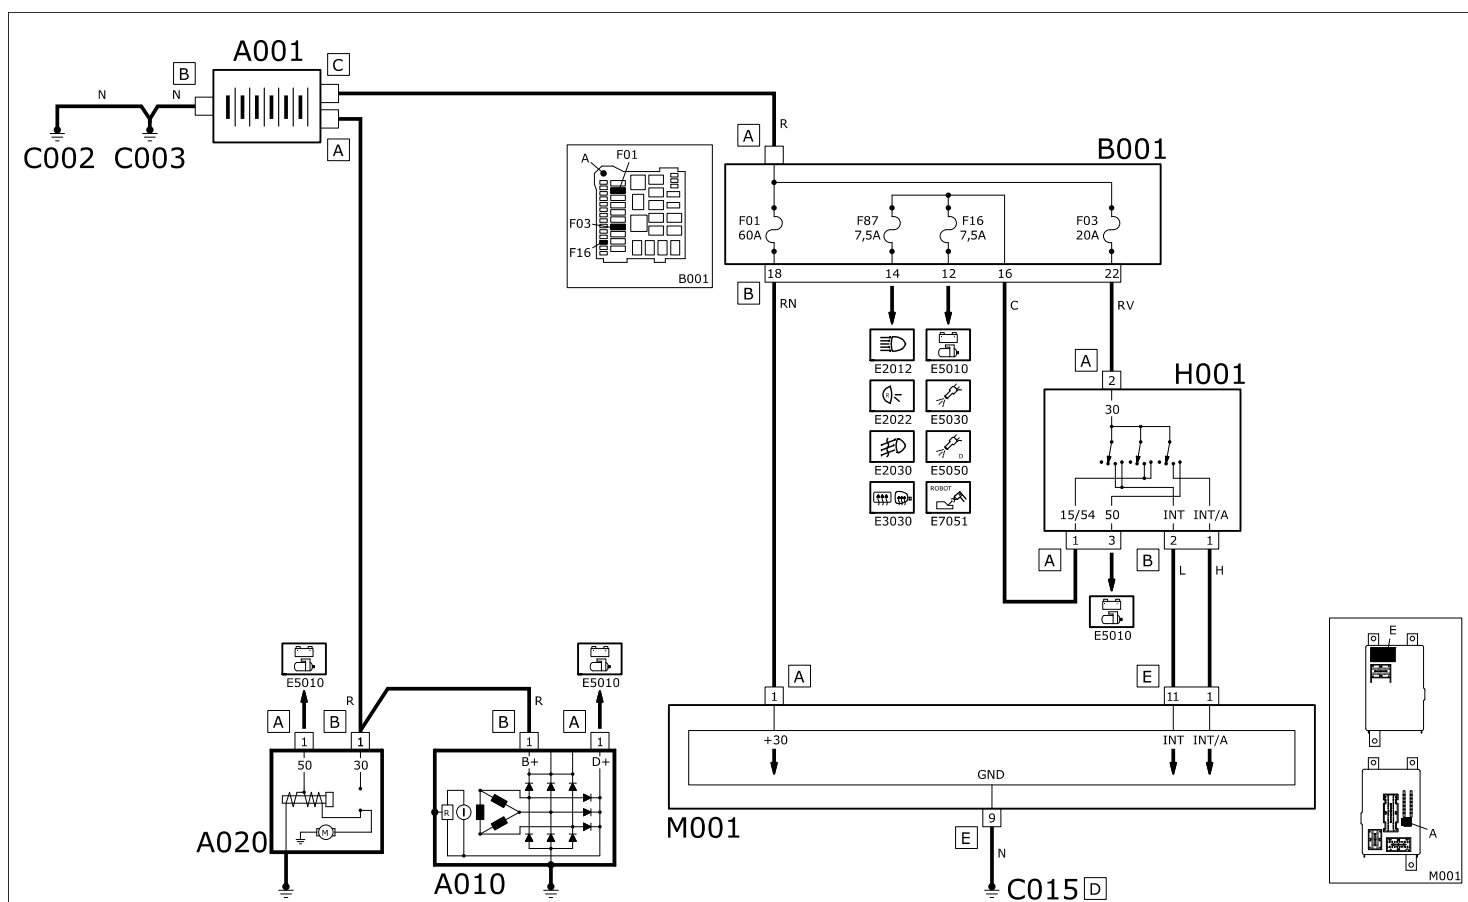 A001
B
C
N
N
C002
C003
A
R
A
B001
A
F01
F03
F16
B001
F01
60A
F87
7,5A
F16
7,5A
F03
20A
18
14
12
16
22
B
RN
C
RV
E2012
E5010
R
E2022
E5030
E2030
D
E5050
ROBOT
E3030
E7051
A
H001
2
30
15/54
50
INT
INT/A
1
3
2
1
A
B
L
H
E5010
E5010
R
A
B
1
1
50
30
M
A020
E5010
R
B
A
1
1
B+
D+
R
A010
A
1
E
11
1
+30
INT
INT/A
GND
M001
9
E
N
C015
D
E
A
M001